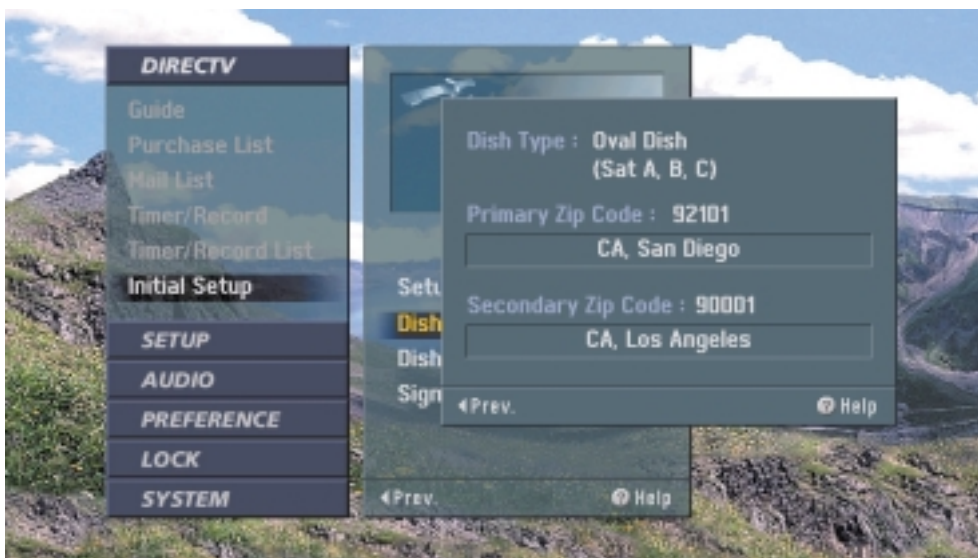 DIRECTV
Guide
Purchase List
Mail List
Timer/Record
Timer/Record List
Initial Setup
SETUP
AUDIO
PREFERENCE
LOCK
SYSTEM
Setu
Dish
Dish
Sign
◀Prev.
? Help
Dish Type : Oval Dish
(Sat A, B, C)
Primary Zip Code : 92101
CA, San Diego
Secondary Zip Code : 90001
CA, Los Angeles
◀Prev.
? Help